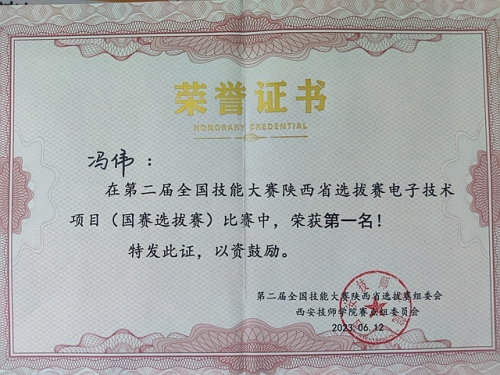 荣誉证书
HONORARY CREDENTIAL
冯伟：
在第二届全国技能大赛陕西省选拔赛电子技术
项目（国赛选拔赛）比赛中，荣获第一名！
特发此证，以资鼓励。
第二届全国技能大赛陕西省选拔赛组委会
西安技师学院赛点组委员会
2023.06.12